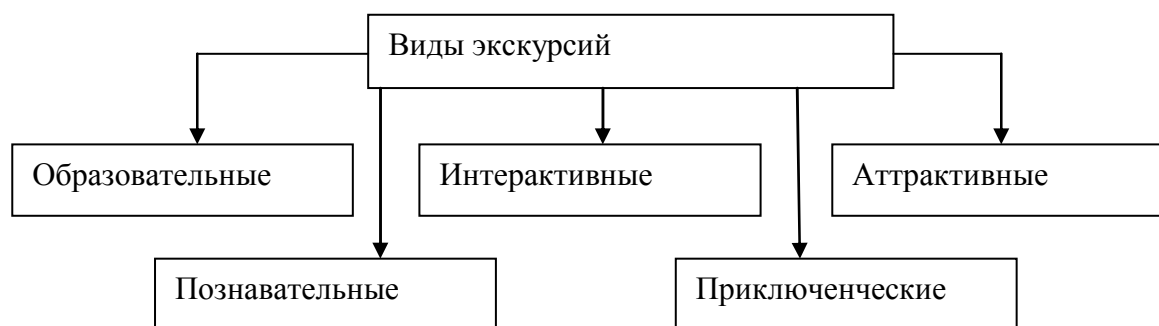 Виды экскурсий
Образовательные
Интерактивные
Аттрактивные
Познавательные
Приключенческие